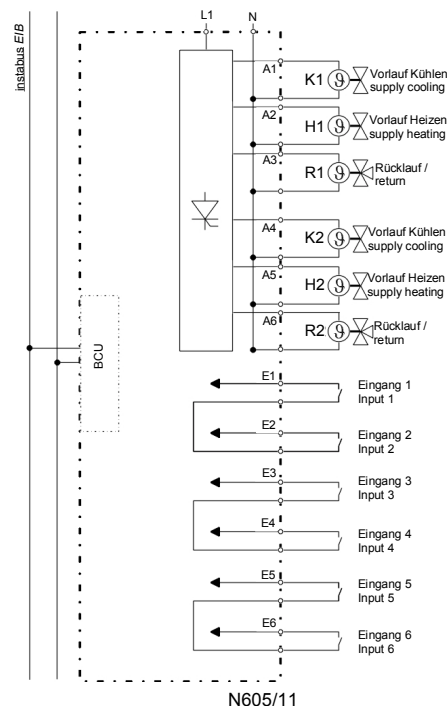 L1
N
instabus EIB
A1
K1
ϑ
Vorlauf Kühlen
supply cooling
A2
H1
ϑ
Vorlauf Heizen
supply heating
A3
R1
ϑ
Rücklauf /
return
A4
K2
ϑ
Vorlauf Kühlen
supply cooling
A5
H2
ϑ
Vorlauf Heizen
supply heating
A6
R2
ϑ
Rücklauf /
return
BCU
E1
Eingang 1
Input 1
E2
Eingang 2
Input 2
E3
Eingang 3
Input 3
E4
Eingang 4
Input 4
E5
Eingang 5
Input 5
E6
Eingang 6
Input 6
N605/11